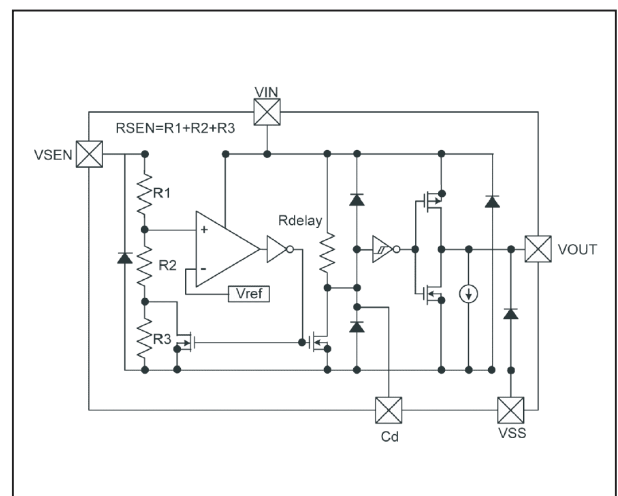 VIN
RSEN=R1+R2+R3
VSEN
R1
Rdelay
+
R2
-
VOUT
Vref
R3
Cd
VSS